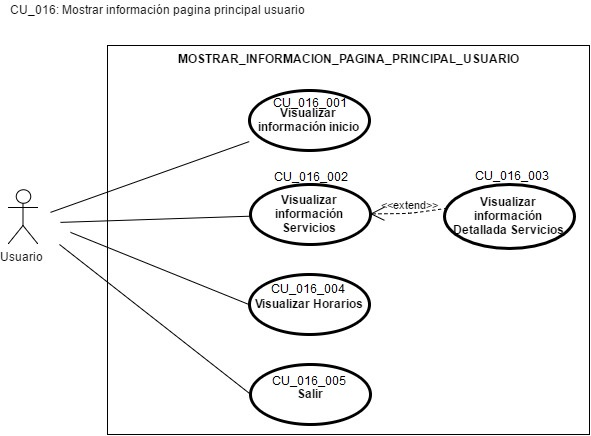 CU_016: Mostrar información pagina principal usuario
MOSTRAR_INFORMACION_PAGINA_PRINCIPAL_USUARIO
CU_016_001
Visualizar
información inicio
CU_016_002
Visualizar
información
Servicios
<<extend>>
CU_016_003
Visualizar
información
Detallada Servicios
Usuario
CU_016_004
Visualizar Horarios
CU_016_005
Salir